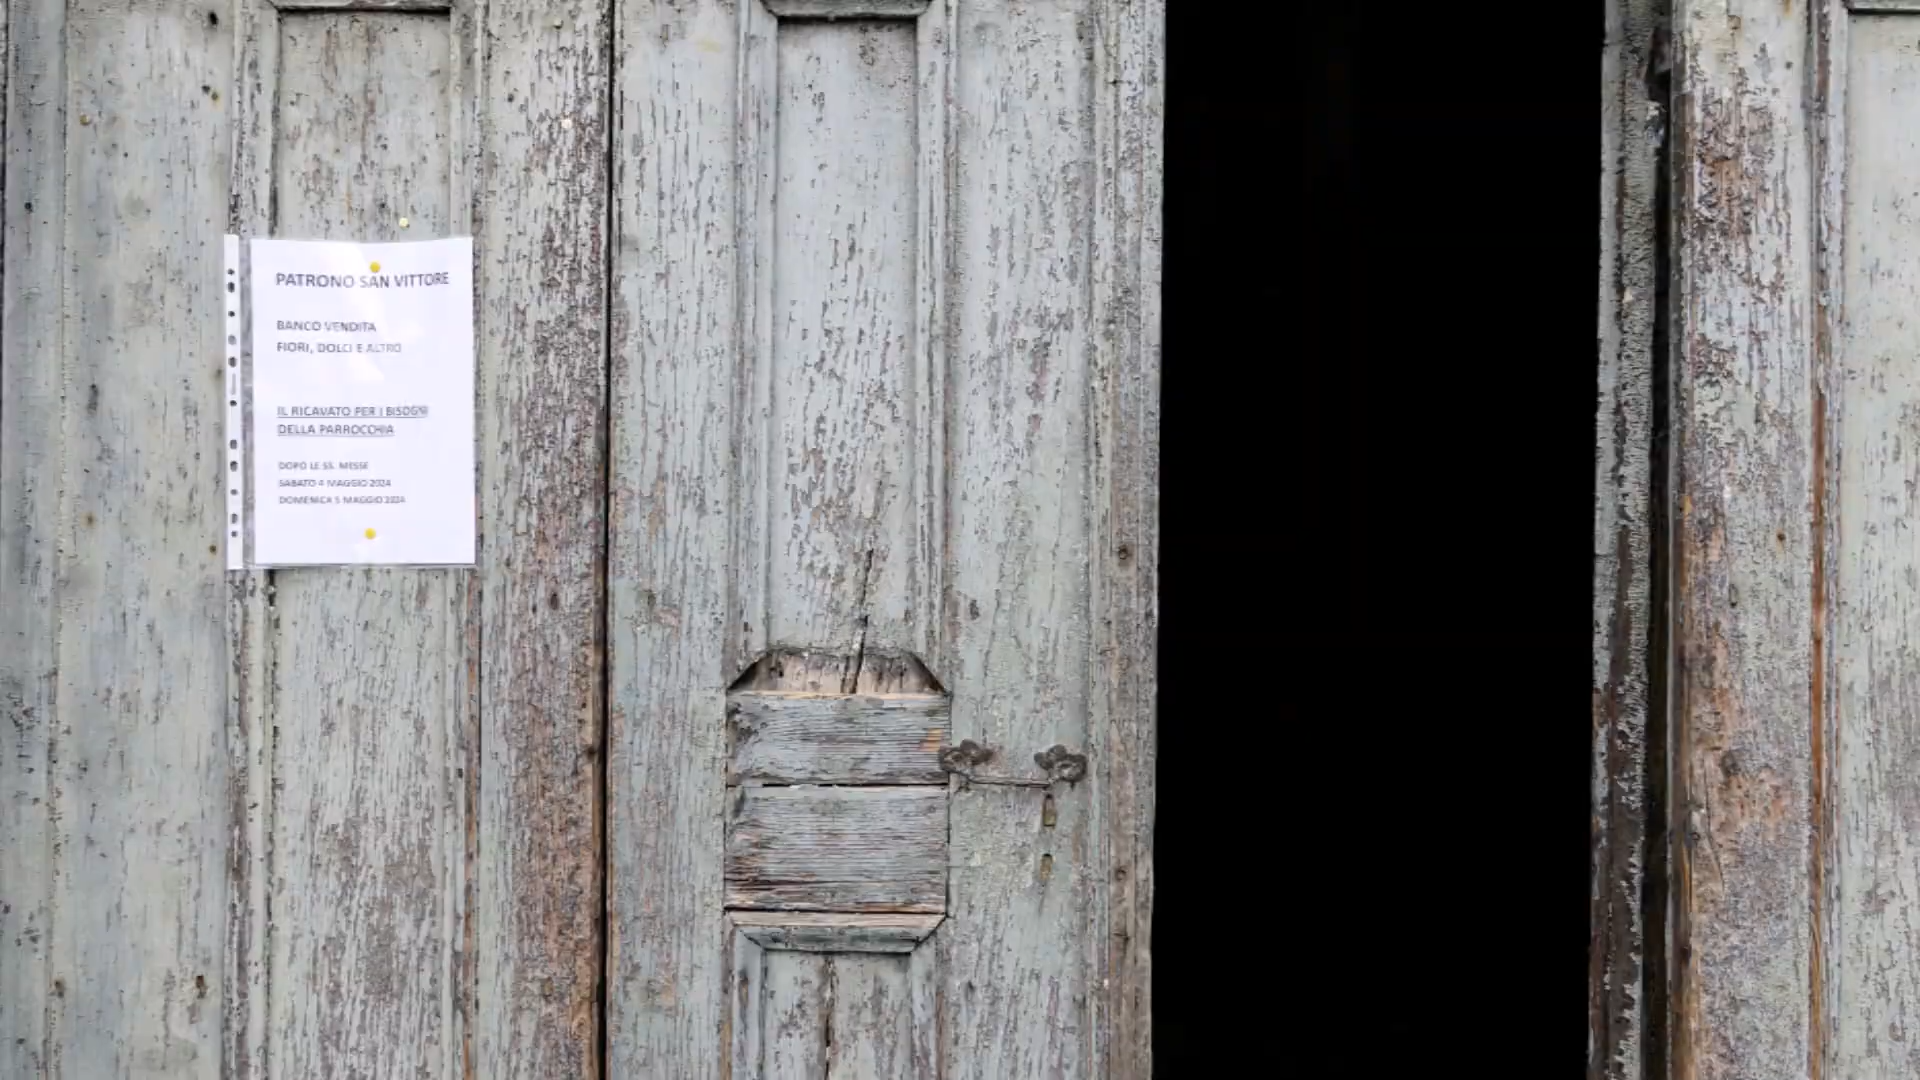 PATRONO SAN VITTORE
BANCO VENDITA
FIORI, DOLCI E ALTRO
IL RICAVATO PER I BISOGNI
DELLA PARROCCHIA
DOPO LE SS. MESSE
SABATO 4 MAGGIO 2024
DOMENICA 5 MAGGIO 2024